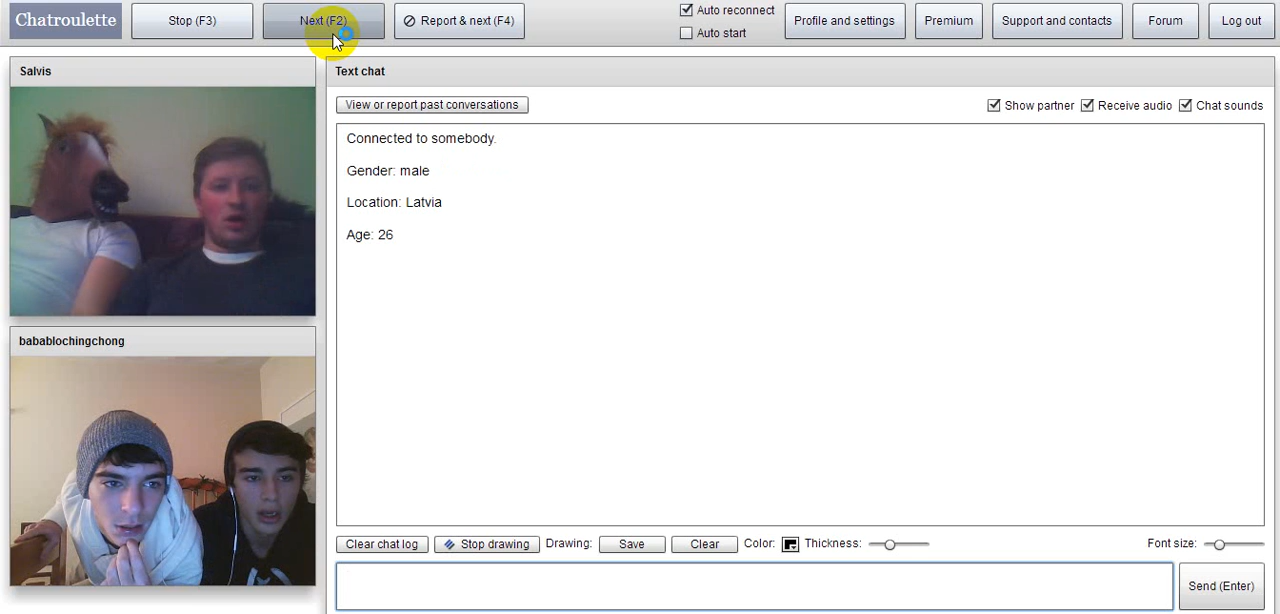 Chatroulette
Stop (F3)
Next (F2)
Report & next (F4)
Auto reconnect
Auto start
Profile and settings
Premium
Support and contacts
Forum
Log out
Salvis
Text chat
View or report past conversations
Show partner
Receive audio
Chat sounds
Connected to somebody.
Gender: male
Location: Latvia
Age: 26
babablochingchong
Clear chat log
Stop drawing
Drawing:
Save
Clear
Color:
Thickness:
Font size:
Send (Enter)